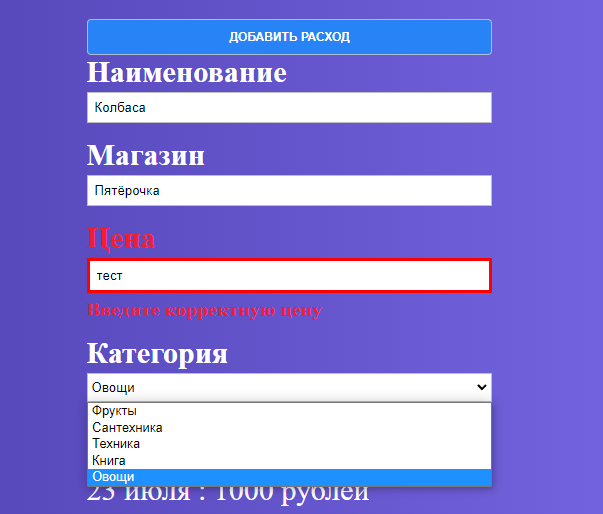 ДОБАВИТЬ РАСХОД
Наименование
Колбаса
Магазин
Пятёрочка
Цена
тест
Введите корректную цену
Категория
Овощи
Фрукты
Сантехника
Техника
Книга
Овощи
23 июля : 1000 рублей